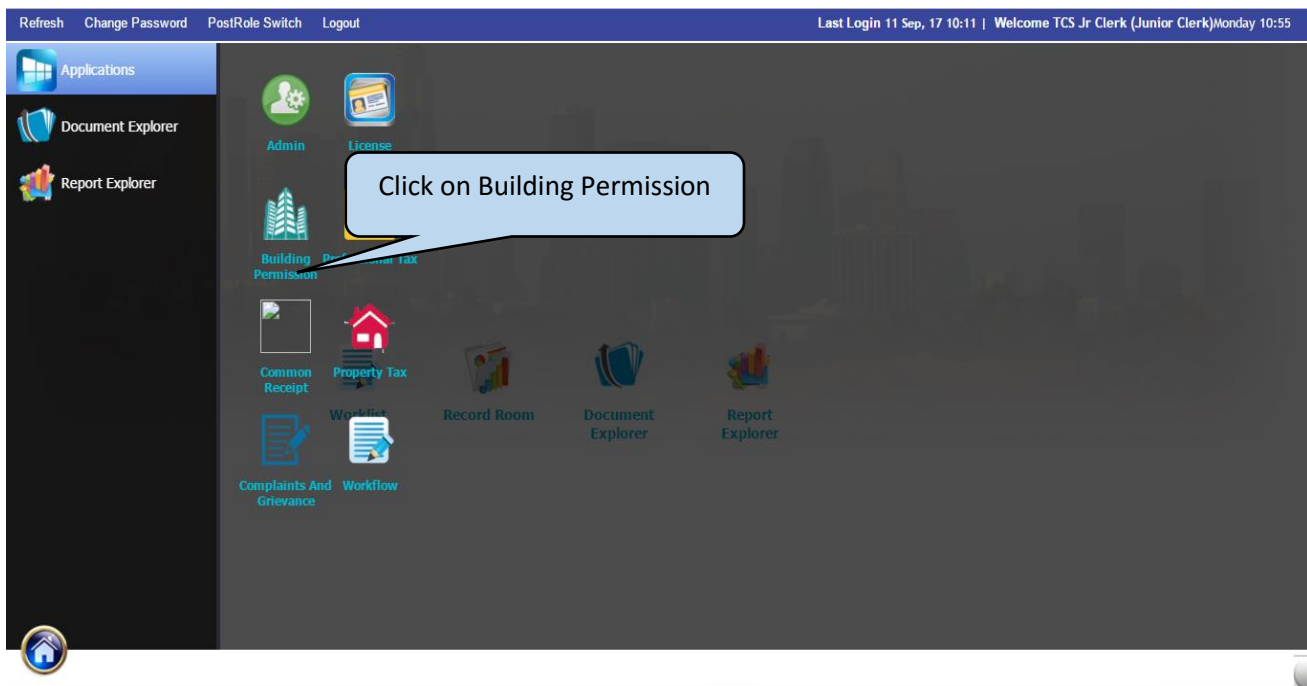 Refresh Change Password PostRole Switch Logout Last Login 11 Sep, 17 10:11 | Welcome TCS Jr Clerk (Junior Clerk)Monday 10:55
Applications
Document Explorer
Report Explorer
Admin License
Click on Building Permission
Building Professional Tax
Permission
Common Property Tax
Receipt
Worklist Record Room Document Report
Explorer Explorer
Complaints And Workflow
Grievance